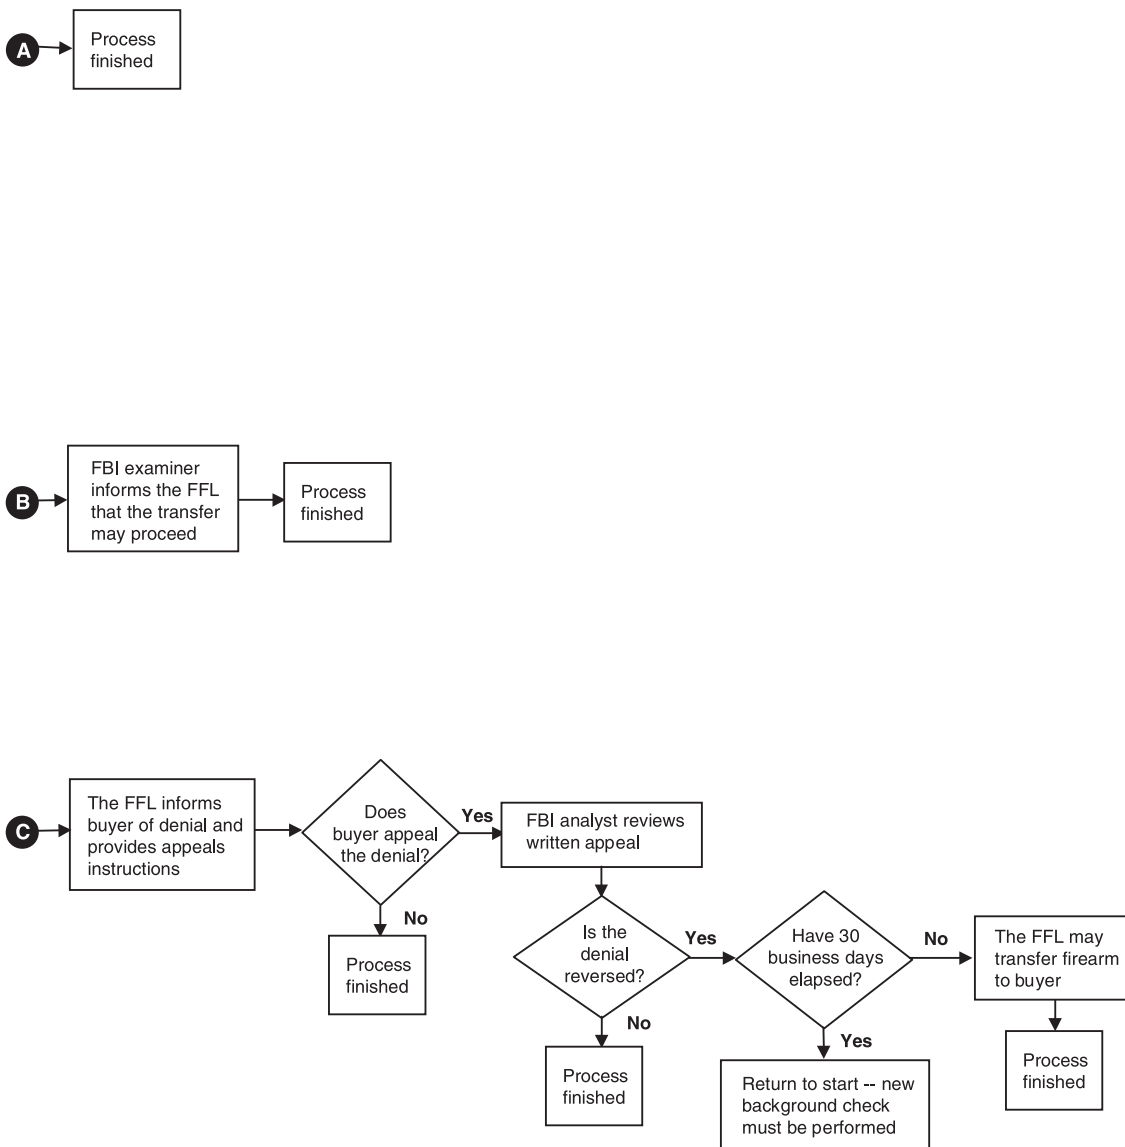 A
Process
finished
B
FBI examiner
informs the FFL
that the transfer
may proceed
Process
finished
C
The FFL informs
buyer of denial and
provides appeals
instructions
Does
buyer appeal
the denial?
Yes
FBI analyst reviews
written appeal
No
Process
finished
Is the
denial
reversed?
Yes
Have 30
business days
elapsed?
No
The FFL may
transfer firearm
to buyer
No
Process
finished
Yes
Return to start -- new
background check
must be performed
Process
finished